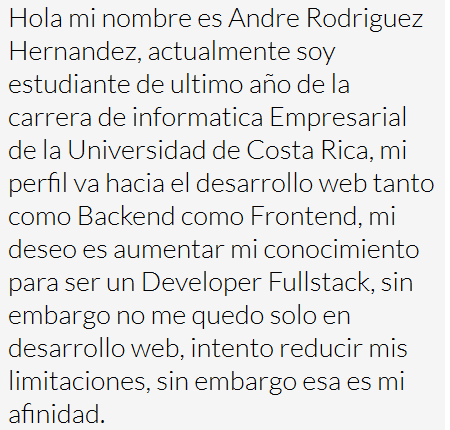 Hola mi nombre es Andre Rodriguez
Hernandez, actualmente soy
estudiante de ultimo año de la
carrera de informatica Empresarial
de la Universidad de Costa Rica, mi
perfil va hacia el desarrollo web tanto
como Backend como Frontend, mi
deseo es aumentar mi conocimiento
para ser un Developer Fullstack, sin
embargo no me quedo solo en
desarrollo web, intento reducir mis
limitaciones, sin embargo esa es mi
afinidad.